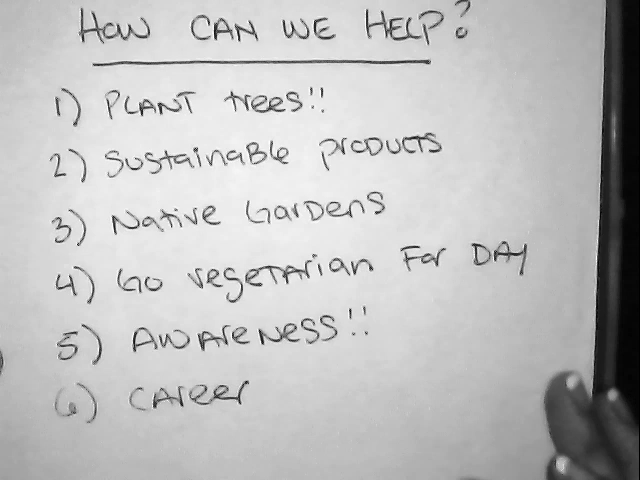 How CAN WE HELP?
1) PLANT trees!!
2) Sustainable products
3) Native Gardens
4) Go vegetarian For DAY
5) AWAreNess!!
6) CAreer